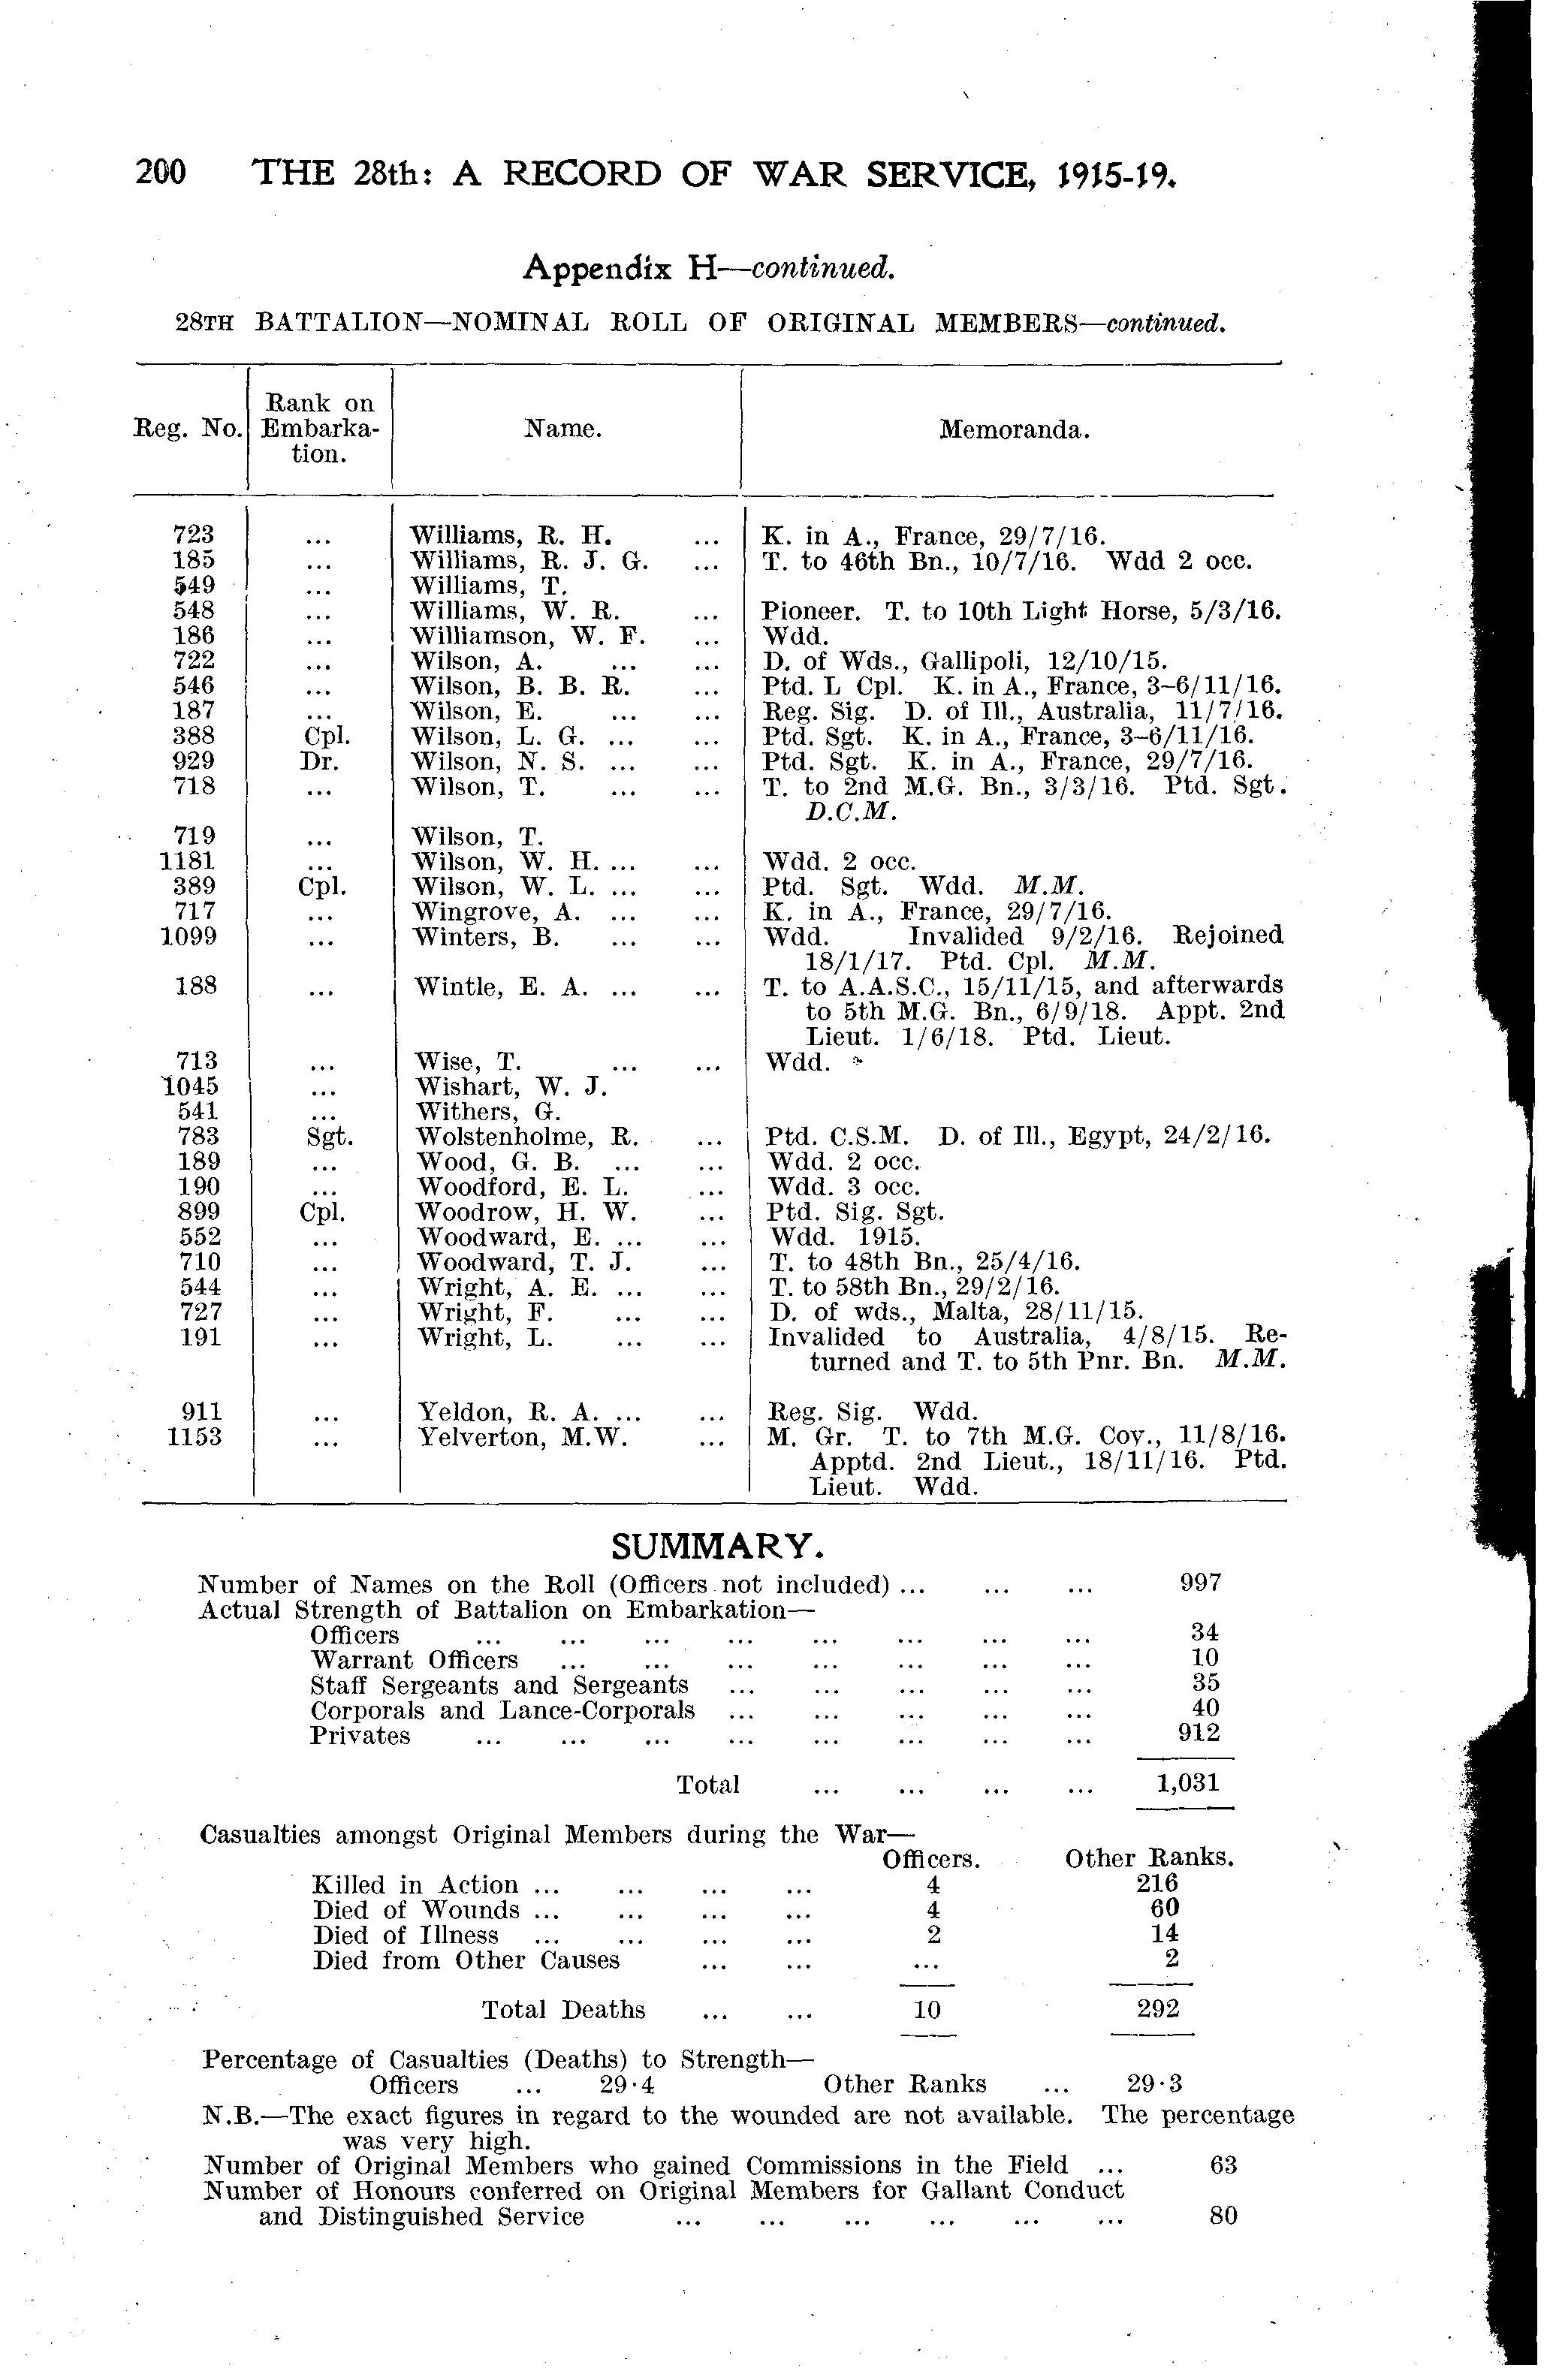 200 THE 28th: A RECORD OF WAR SERVICE, 1915-19.
Appendix H—continued.
28TH BATTALION—NOMINAL ROLL OF ORIGINAL MEMBERS—continued.
Reg. No. Rank on Embarka- tion. Name. Memoranda.
723 ... Williams, R. H. ... K. in A., France, 29/7/16.
185 ... Williams, R. J. G. ... T. to 46th Bn., 10/7/16. Wdd 2 occ.
549 ... Williams, T.
548 ... Williams, W. R. ... Pioneer. T. to 10th Light Horse, 5/3/16.
186 ... Williamson, W. F. ... Wdd.
722 ... Wilson, A. ... ... D. of Wds., Gallipoli, 12/10/15.
546 ... Wilson, B. B. R. ... Ptd. L Cpl. K. in A., France, 3-6/11/16.
187 ... Wilson, E. ... ... Reg. Sig. D. of Ill., Australia, 11/7/16.
388 Cpl. Wilson, L. G. ... ... Ptd. Sgt. K. in A., France, 3-6/11/16.
929 Dr. Wilson, N. S. ... ... Ptd. Sgt. K. in A., France, 29/7/16.
718 ... Wilson, T. ... ... T. to 2nd M.G. Bn., 3/3/16. Ptd. Sgt.
D.C.M.
719 ... Wilson, T.
1181 ... Wilson, W. H. ... ... Wdd. 2 occ.
389 Cpl. Wilson, W. L. ... ... Ptd. Sgt. Wdd. M.M.
717 ... Wingrove, A. ... ... K. in A., France, 29/7/16.
1099 ... Winters, B. ... ... Wdd. Invalided 9/2/16. Rejoined
18/1/17. Ptd. Cpl. M.M.
188 ... Wintle, E. A. ... ... T. to A.A.S.C., 15/11/15, and afterwards
to 5th M.G. Bn., 6/9/18. Appt. 2nd
Lieut. 1/6/18. Ptd. Lieut.
713 ... Wise, T. ... ... Wdd.
1045 ... Wishart, W. J.
541 ... Withers, G.
783 Sgt. Wolstenholme, R. ... Ptd. C.S.M. D. of Ill., Egypt, 24/2/16.
189 ... Wood, G. B. ... ... Wdd. 2 occ.
190 ... Woodford, E. L. ... Wdd. 3 occ.
899 Cpl. Woodrow, H. W. ... Ptd. Sig. Sgt.
552 ... Woodward, E. ... ... Wdd. 1915.
710 ... Woodward, T. J. ... T. to 48th Bn., 25/4/16.
544 ... Wright, A. E. ... ... T. to 58th Bn., 29/2/16.
727 ... Wright, F. ... ... D. of wds., Malta, 28/11/15.
191 ... Wright, L. ... ... Invalided to Australia, 4/8/15. Re-
turned and T. to 5th Pnr. Bn. M.M.
911 ... Yeldon, R. A. ... ... Reg. Sig. Wdd.
1153 ... Yelverton, M.W. ... M. Gr. T. to 7th M.G. Coy., 11/8/16.
Apptd. 2nd Lieut., 18/11/16. Ptd.
Lieut. Wdd.
SUMMARY.
Number of Names on the Roll (Officers not included) ... ... ... 997
Actual Strength of Battalion on Embarkation—
Officers ... ... ... ... ... ... ... ... 34
Warrant Officers ... ... ... ... ... ... ... 10
Staff Sergeants and Sergeants ... ... ... ... ... 35
Corporals and Lance-Corporals ... ... ... ... ... 40
Privates ... ... ... ... ... ... ... ... 912
Total ... ... ... ... 1,031
Casualties amongst Original Members during the War—
Officers. Other Ranks.
Killed in Action ... ... ... ... 4 216
Died of Wounds ... ... ... ... 4 60
Died of Illness ... ... ... ... 2 14
Died from Other Causes ... ... ... 2
Total Deaths ... ... 10 292
Percentage of Casualties (Deaths) to Strength—
Officers ... 29·4 Other Ranks ... 29·3
N.B.—The exact figures in regard to the wounded are not available. The percentage
was very high.
Number of Original Members who gained Commissions in the Field ... 63
Number of Honours conferred on Original Members for Gallant Conduct
and Distinguished Service ... ... ... ... ... ... 80